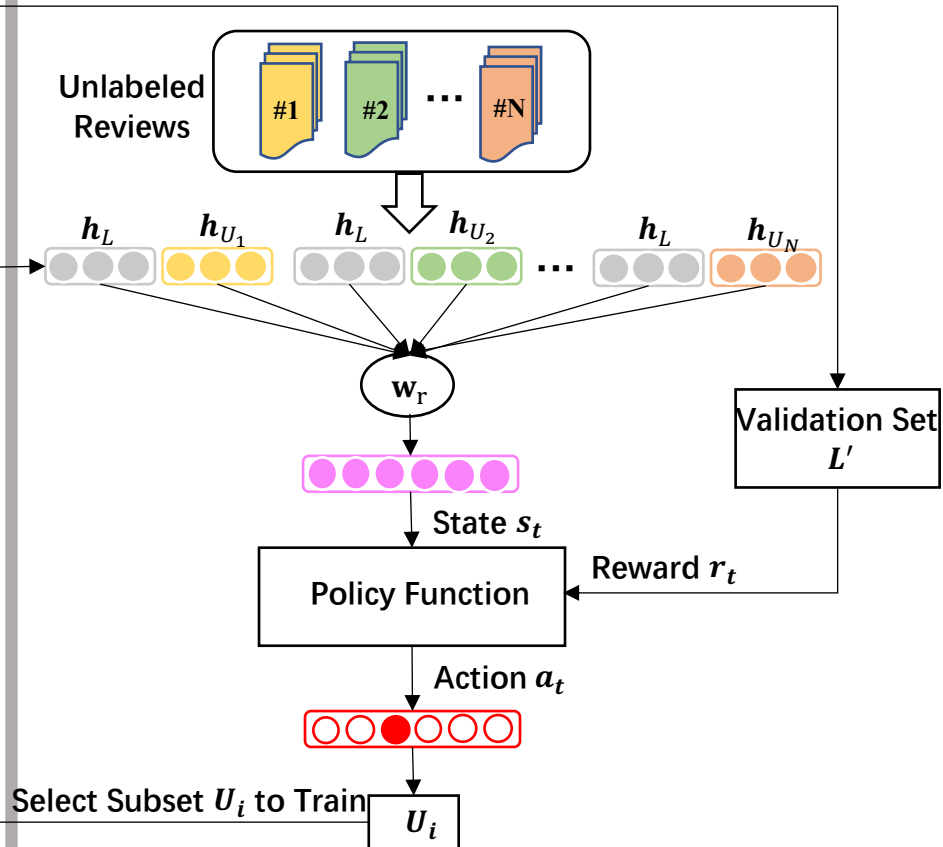 Unlabeled
Reviews
#1 #2 ... #N
h_L h_{U_1} h_L h_{U_2} h_L h_{U_N}
...
w_r
Validation Set
L'
State s_t
Reward r_t
Policy Function
Action a_t
Select Subset U_i to Train
U_i